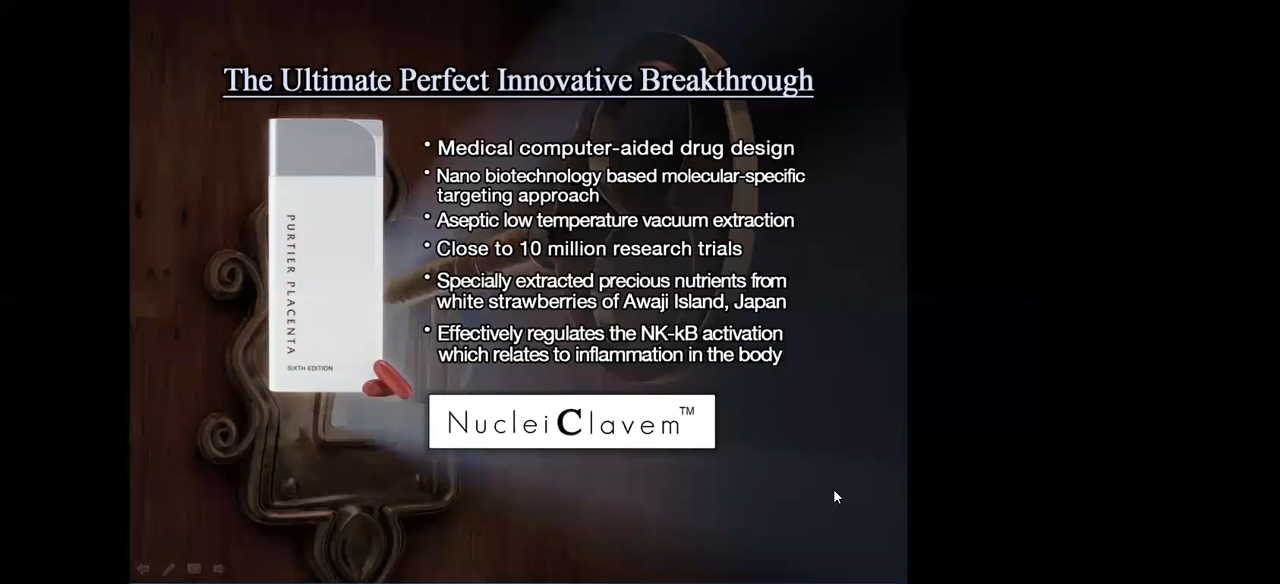 The Ultimate Perfect Innovative Breakthrough
• Medical computer-aided drug design
• Nano biotechnology based molecular-specific
targeting approach
• Aseptic low temperature vacuum extraction
• Close to 10 million research trials
• Specially extracted precious nutrients from
white strawberries of Awaji Island, Japan
• Effectively regulates the NK-kB activation
which relates to inflammation in the body
PURTIER PLACENTA
SIXTH EDITION
NucleiClavem™